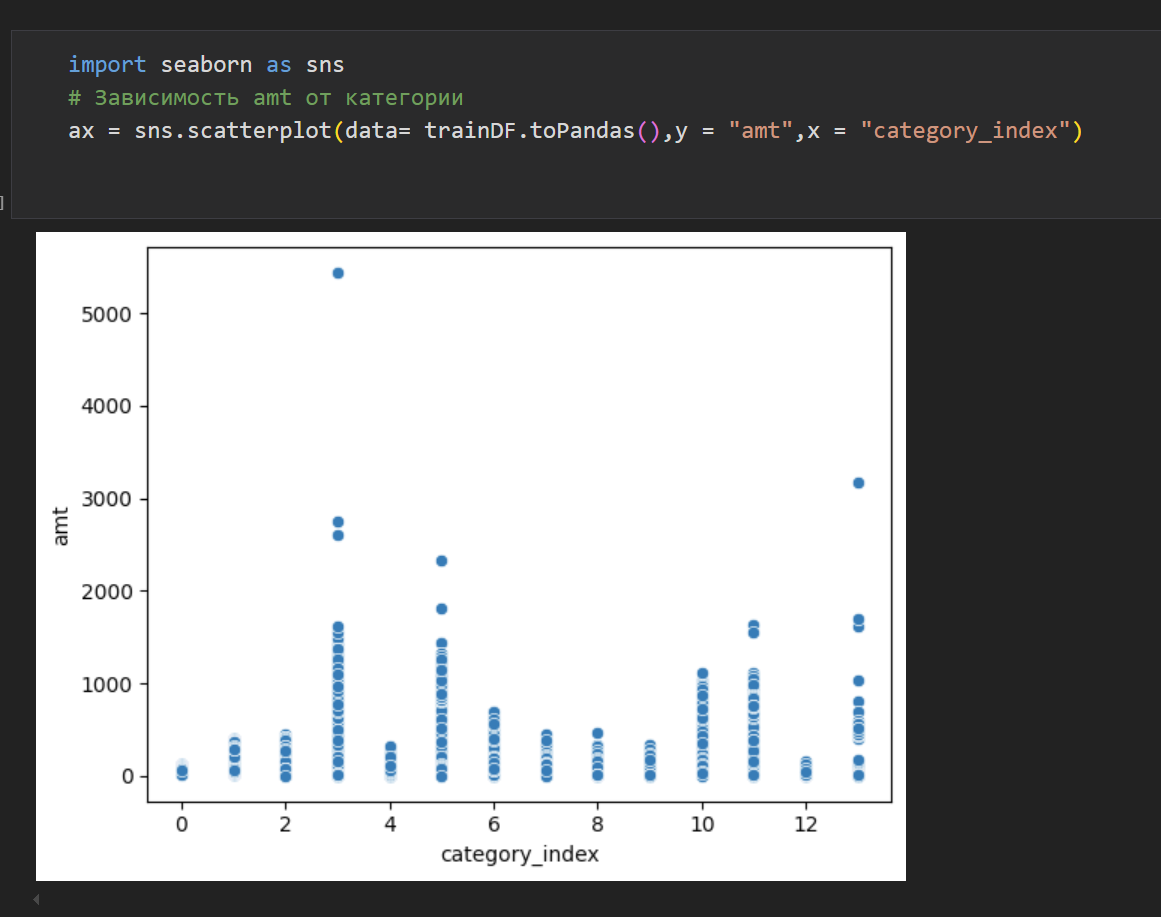 import seaborn as sns
# Зависимость amt от категории
ax = sns.scatterplot(data= trainDF.toPandas(),y = "amt",x = "category_index")
]
5000
4000
3000
2000
1000
0
amt
0 2 4 6 8 10 12
category_index